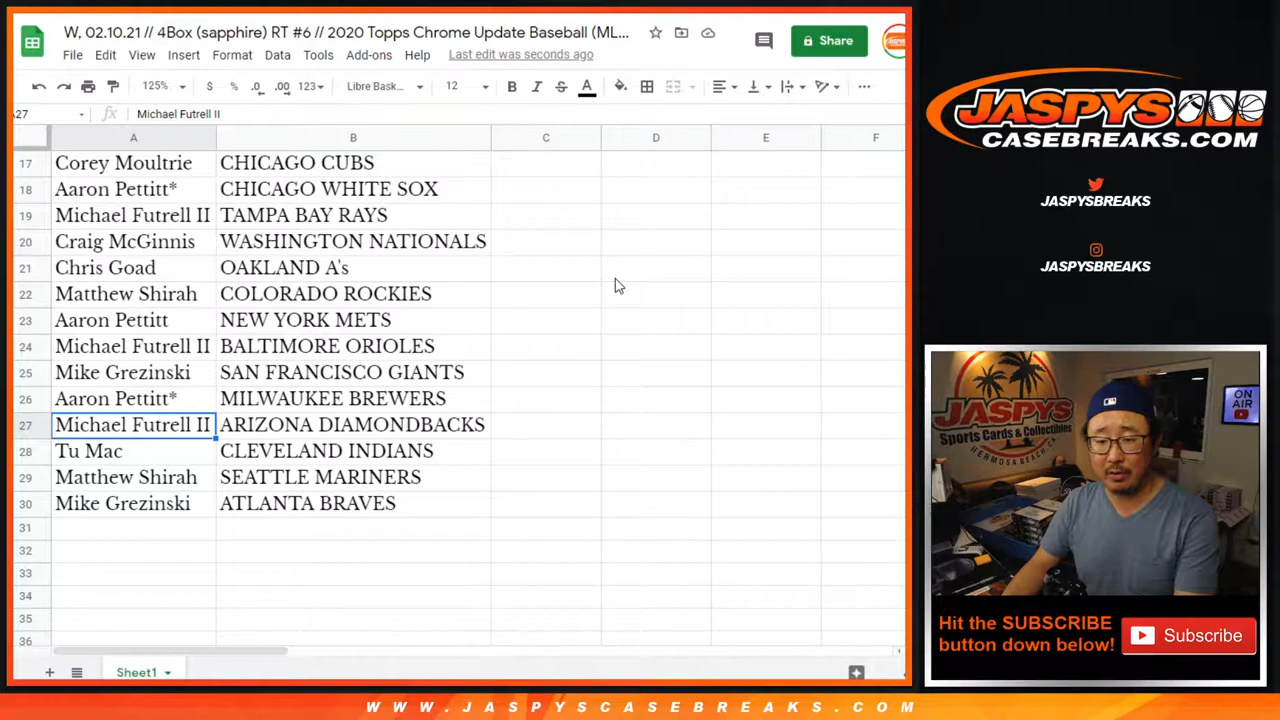 W, 02.10.21 // 4Box (sapphire) RT #6 // 2020 Topps Chrome Update Baseball (ML...
File Edit View Insert Format Data Tools Add-ons Help Last edit was seconds ago
Share
125% $ % .0 .00 123 Libre Bask... 12 B I S A
27 fx Michael Futrell II
A B C D E F
17 Corey Moultrie CHICAGO CUBS
18 Aaron Pettitt* CHICAGO WHITE SOX
19 Michael Futrell II TAMPA BAY RAYS
20 Craig McGinnis WASHINGTON NATIONALS
21 Chris Goad OAKLAND A's
22 Matthew Shirah COLORADO ROCKIES
23 Aaron Pettitt NEW YORK METS
24 Michael Futrell II BALTIMORE ORIOLES
25 Mike Grezinski SAN FRANCISCO GIANTS
26 Aaron Pettitt* MILWAUKEE BREWERS
27 Michael Futrell II ARIZONA DIAMONDBACKS
28 Tu Mac CLEVELAND INDIANS
29 Matthew Shirah SEATTLE MARINERS
30 Mike Grezinski ATLANTA BRAVES
31
32
33
34
35
36
Sheet1
JASPYS
CASEBREAKS.COM
JASPYSBREAKS
JASPYSBREAKS
JASPYS
Sports Cards & Collectibles
HERMOSA BEACH, CA
ON AIR
Hit the SUBSCRIBE
button down below!
Subscribe
WWW.JASPYSCASEBREAKS.COM